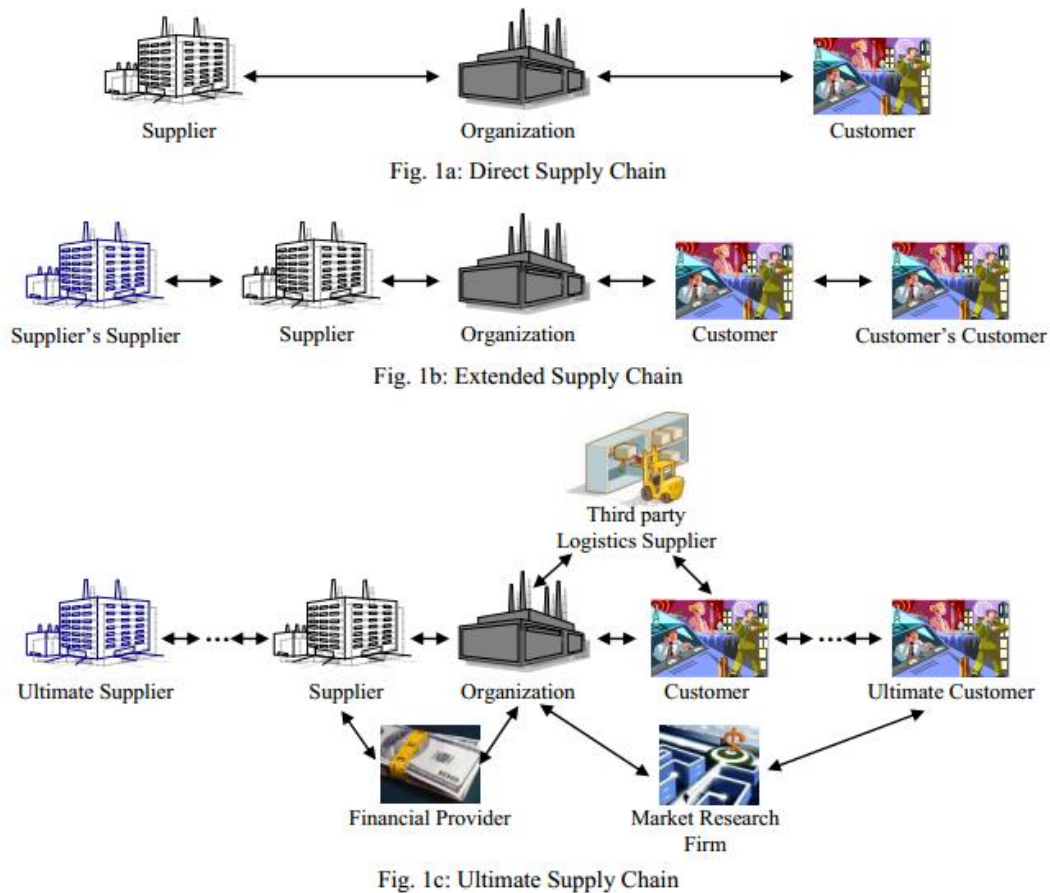 Supplier
Organization
Customer
Fig. 1a: Direct Supply Chain
Supplier’s Supplier
Supplier
Organization
Customer
Customer’s Customer
Fig. 1b: Extended Supply Chain
Third party
Logistics Supplier
Ultimate Supplier
Supplier
Organization
Customer
Ultimate Customer
Financial Provider
Market Research
Firm
Fig. 1c: Ultimate Supply Chain